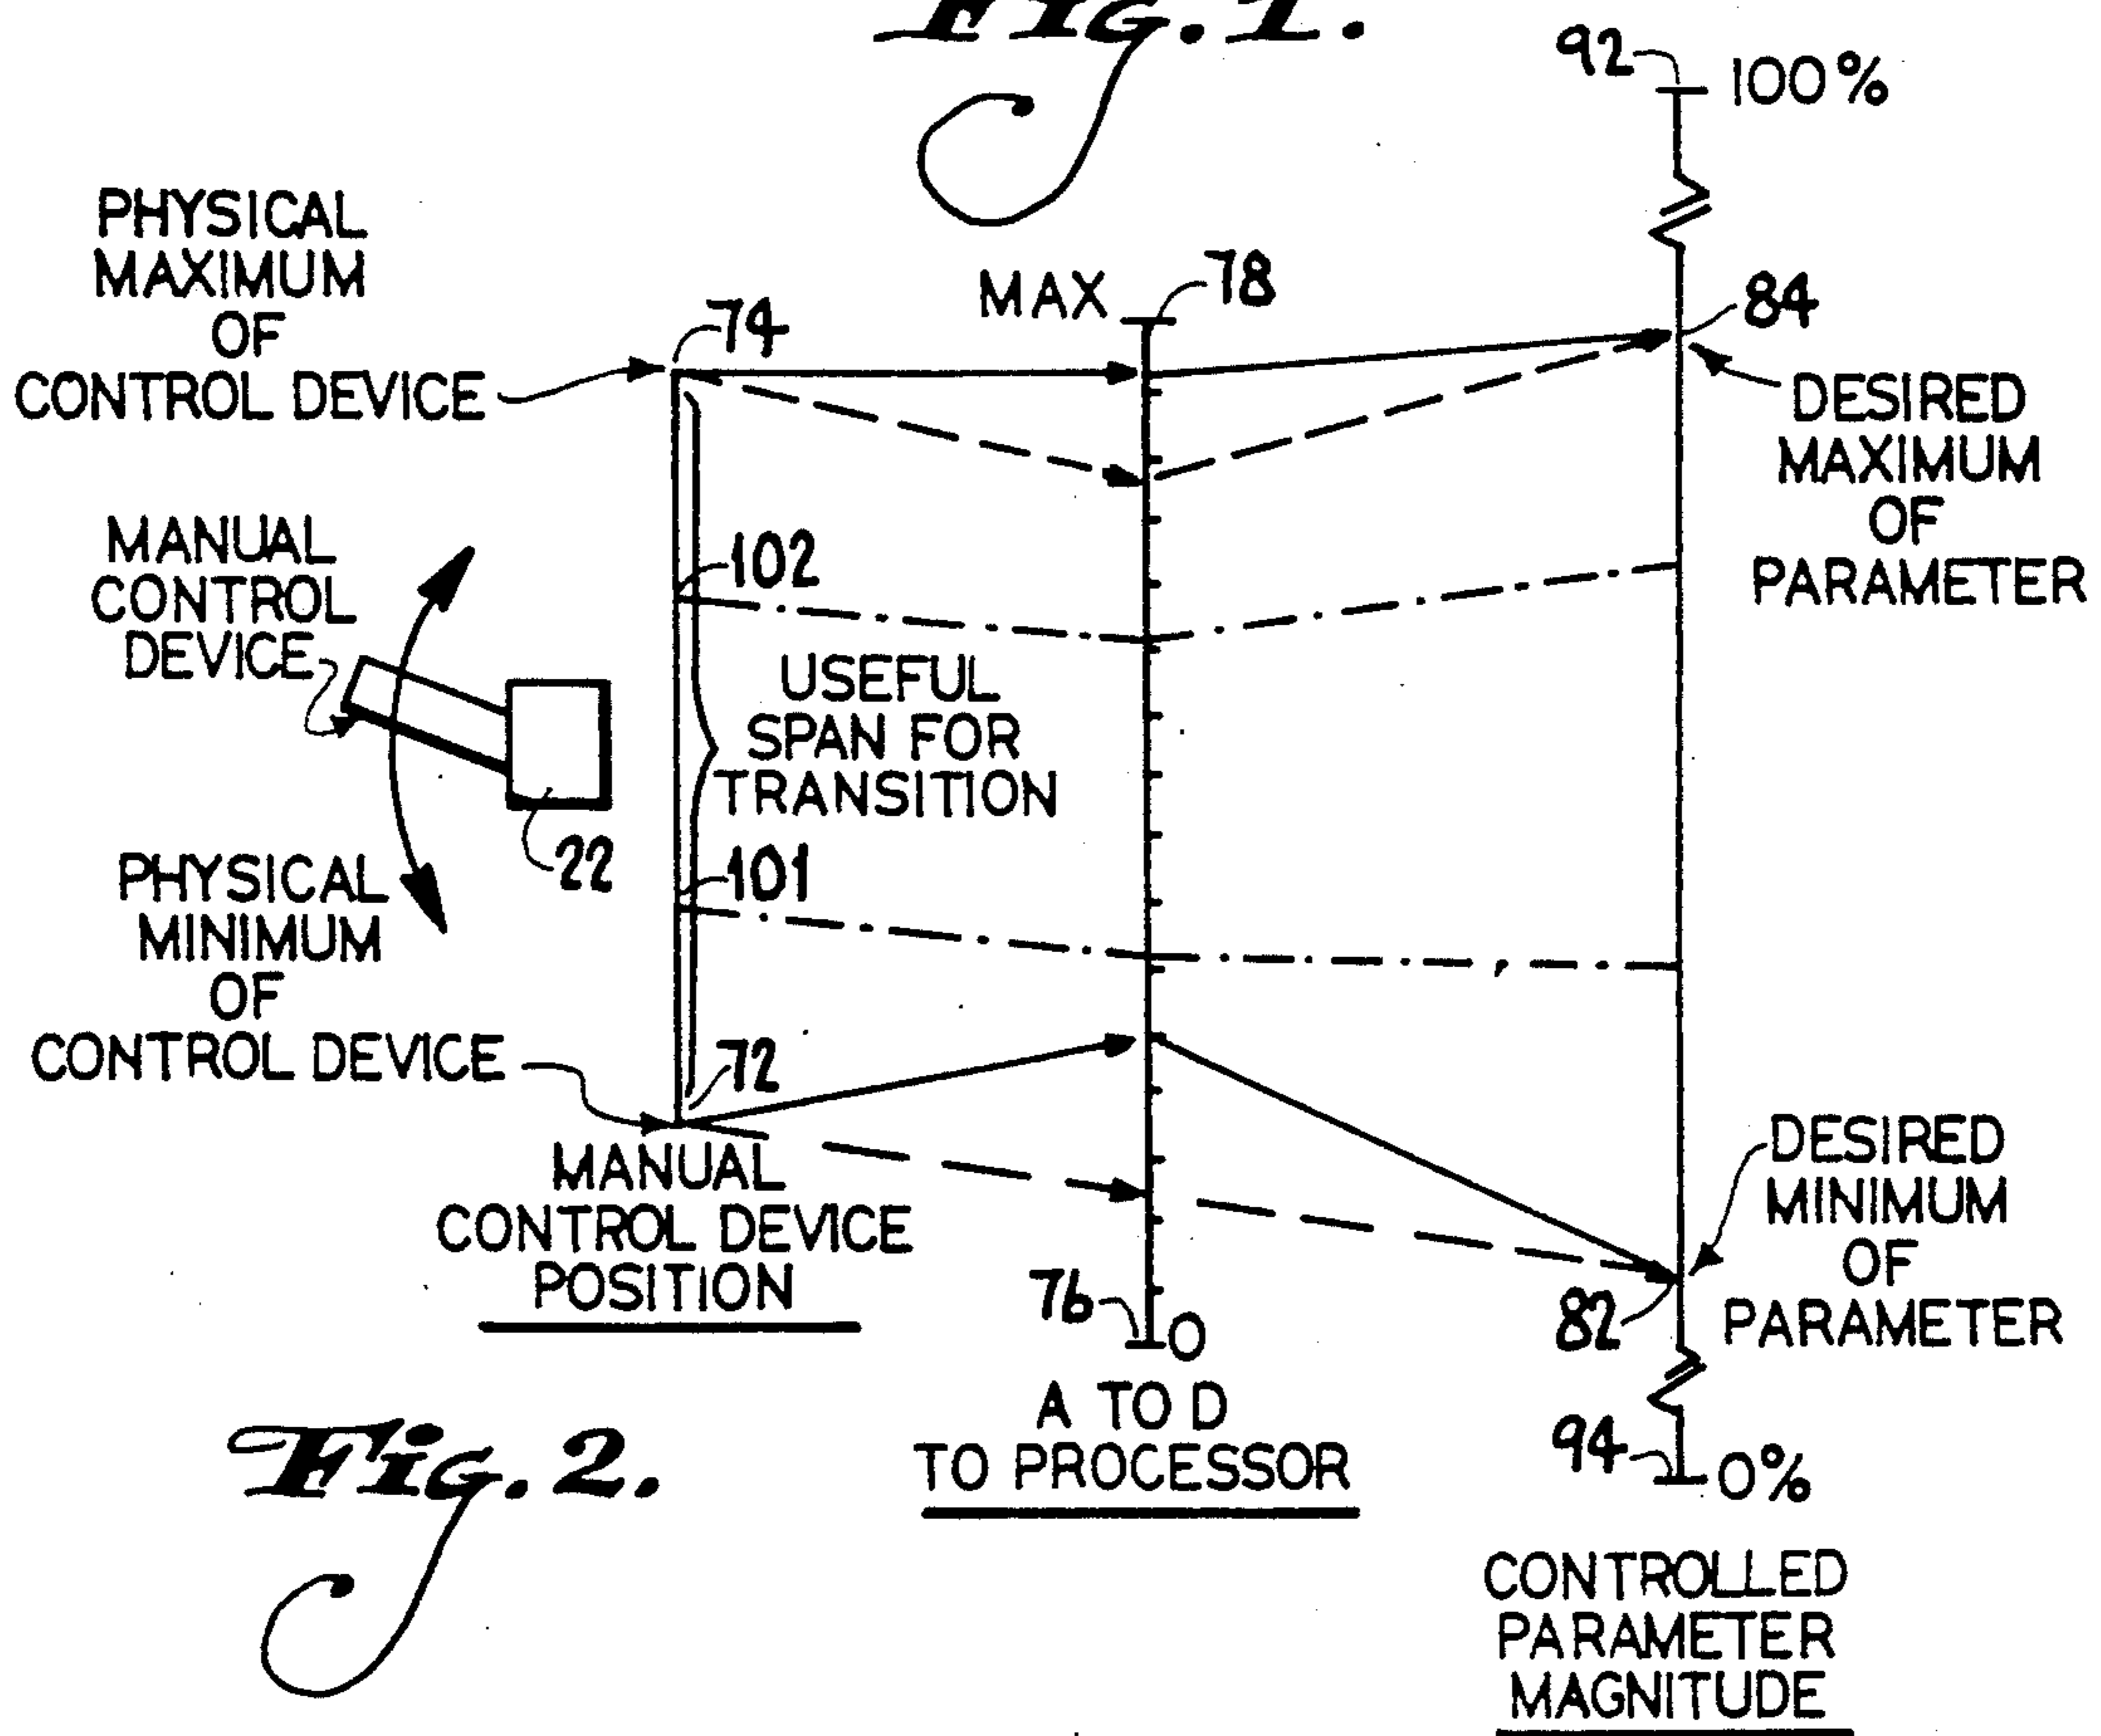 Fig. 1.
92
100%
PHYSICAL
MAXIMUM
OF
CONTROL DEVICE
74
MAX
78
84
DESIRED
MAXIMUM
OF
PARAMETER
MANUAL
CONTROL
DEVICE
22
102
USEFUL
SPAN FOR
TRANSITION
101
PHYSICAL
MINIMUM
OF
CONTROL DEVICE
72
MANUAL
CONTROL DEVICE
POSITION
76
0
A TO D
TO PROCESSOR
DESIRED
MINIMUM
OF
PARAMETER
82
94
0%
CONTROLLED
PARAMETER
MAGNITUDE
Fig. 2.